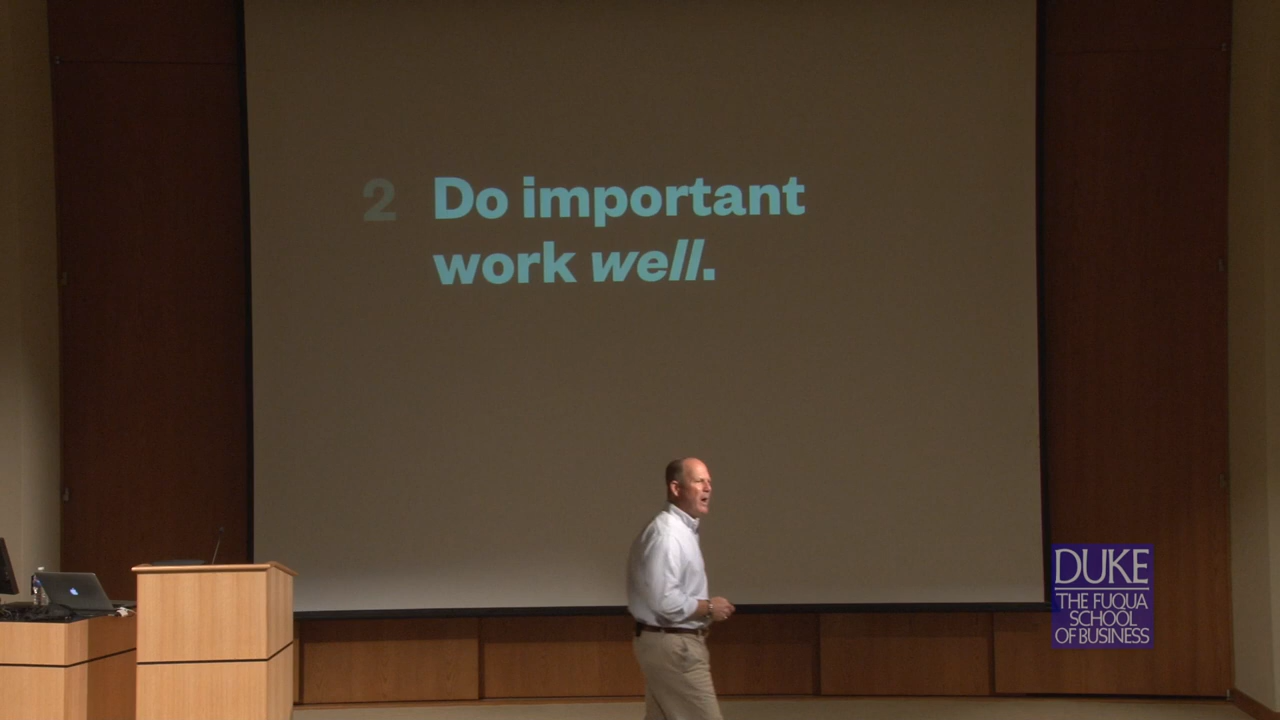 2 Do important
work well.
DUKE
THE FUQUA
SCHOOL
OF BUSINESS